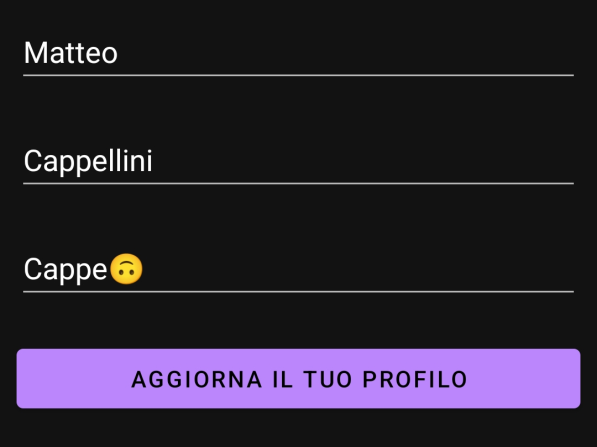 Matteo
Cappellini
Cappe🙃
AGGIORNA IL TUO PROFILO